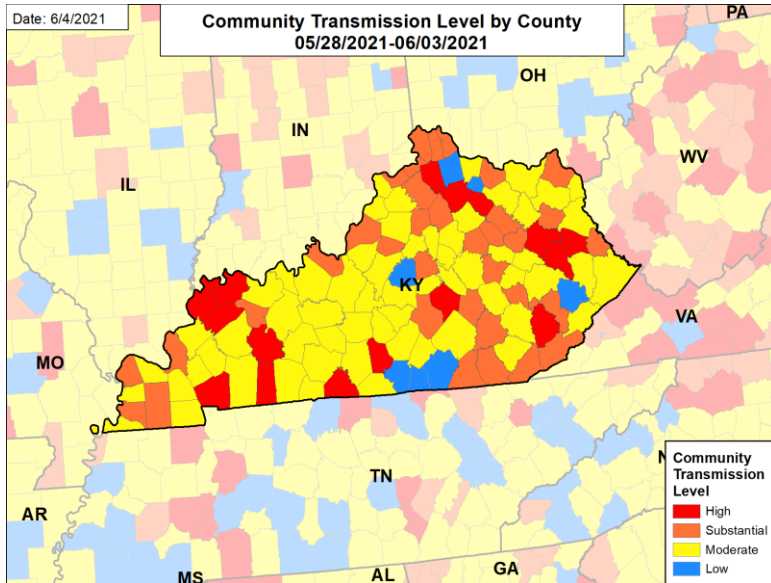 Date: 6/4/2021
Community Transmission Level by County
05/28/2021-06/03/2021
PA
OH
IN
WV
IL
KY
VA
MO
TN
N
AR
MS
AL
GA
Community
Transmission
Level
High
Substantial
Moderate
Low